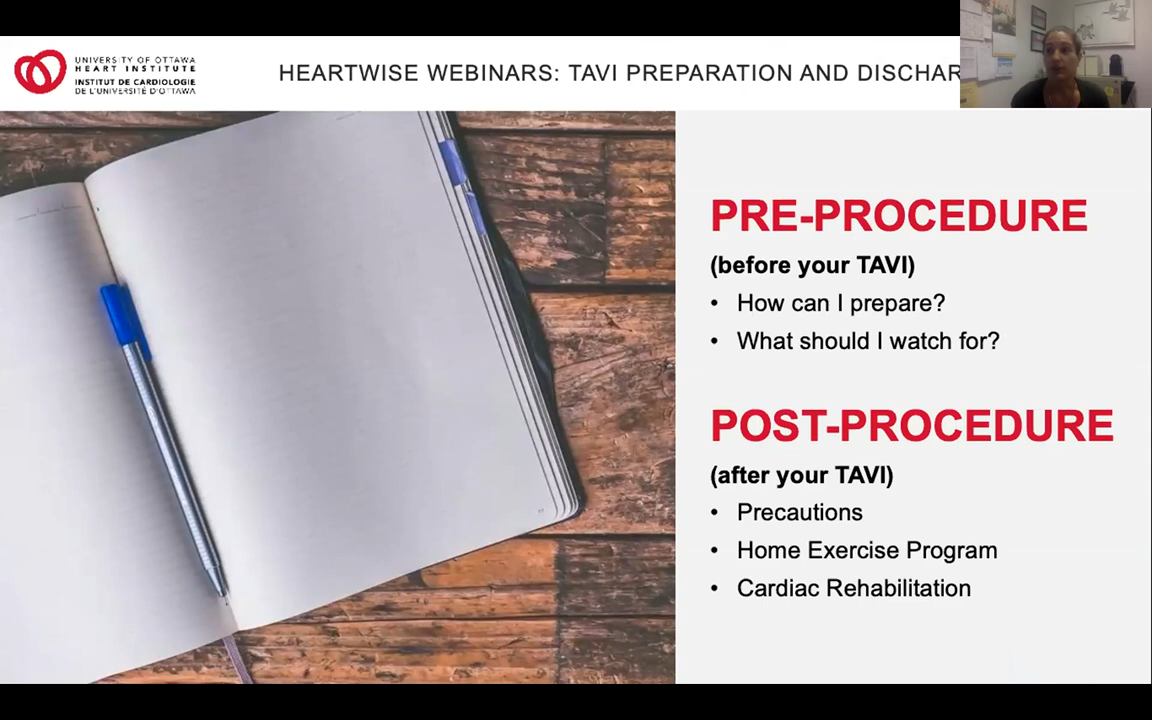 UNIVERSITY OF OTTAWA
HEART INSTITUTE
INSTITUT DE CARDIOLOGIE
DE L'UNIVERSITÉ D'OTTAWA
HEARTWISE WEBINARS: TAVI PREPARATION AND DISCHAR
PRE-PROCEDURE
(before your TAVI)
• How can I prepare?
• What should I watch for?
POST-PROCEDURE
(after your TAVI)
• Precautions
• Home Exercise Program
• Cardiac Rehabilitation